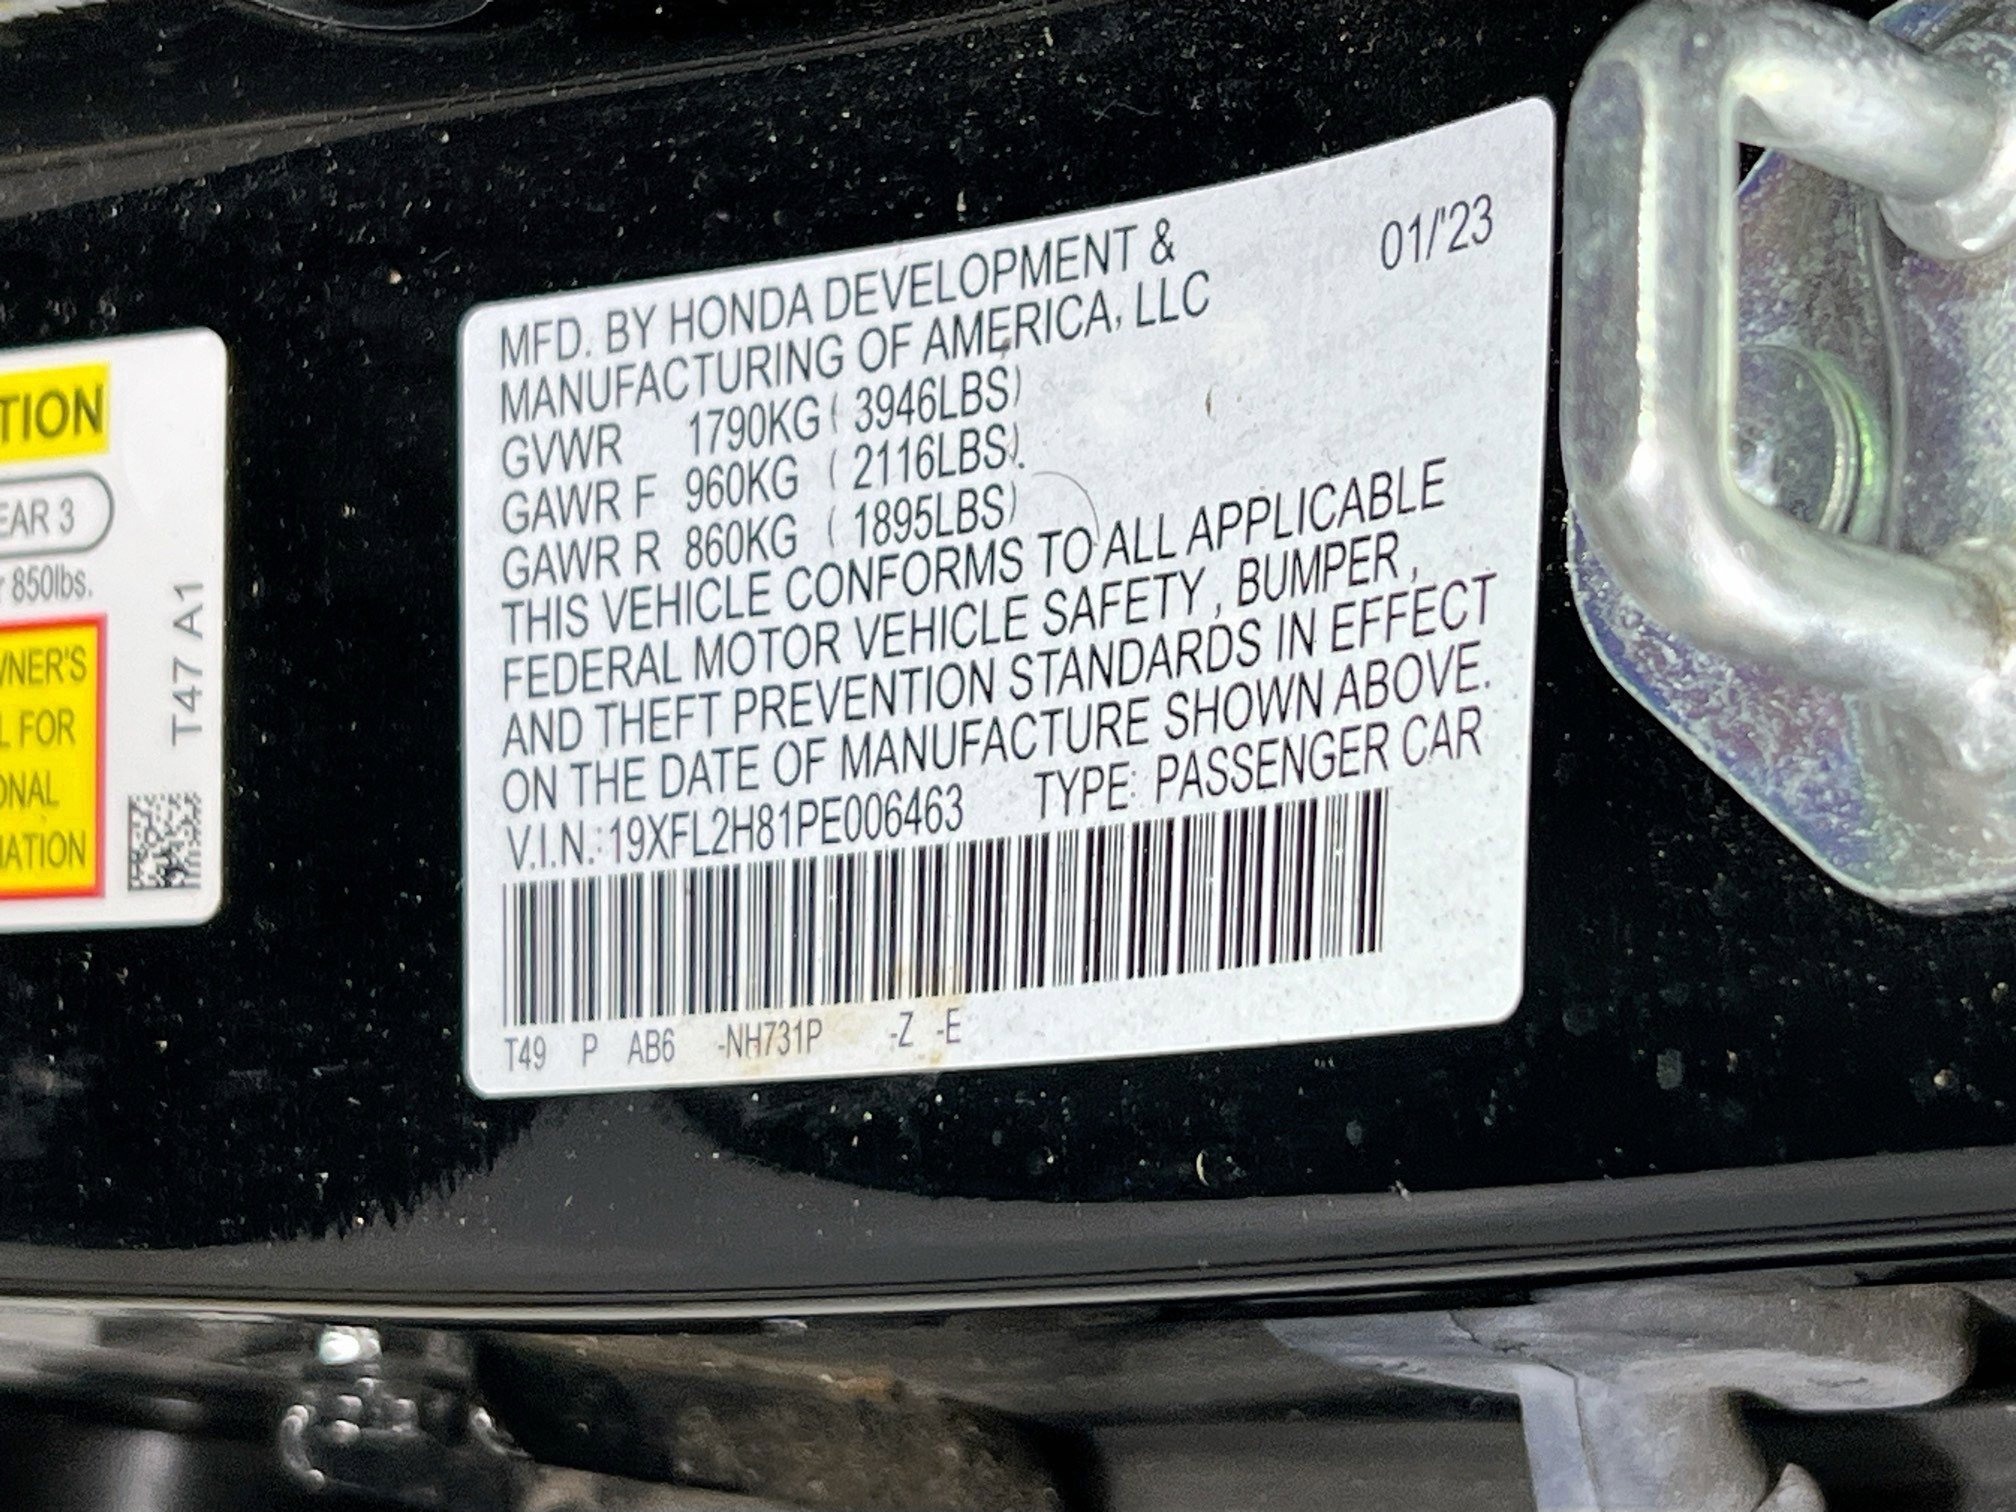 MFD. BY HONDA DEVELOPMENT &
MANUFACTURING OF AMERICA, LLC
01/'23
GVWR 1790KG ( 3946LBS)
GAWR F 960KG ( 2116LBS)
GAWR R 860KG ( 1895LBS)
THIS VEHICLE CONFORMS TO ALL APPLICABLE
FEDERAL MOTOR VEHICLE SAFETY, BUMPER,
AND THEFT PREVENTION STANDARDS IN EFFECT
ON THE DATE OF MANUFACTURE SHOWN ABOVE.
V.I.N.: 19XFL2H81PE006463 TYPE: PASSENGER CAR
T49 P AB6 -NH731P -Z -E
TION
EAR 3
850lbs.
WNER'S
L FOR
ONAL
MATION
T47 A1